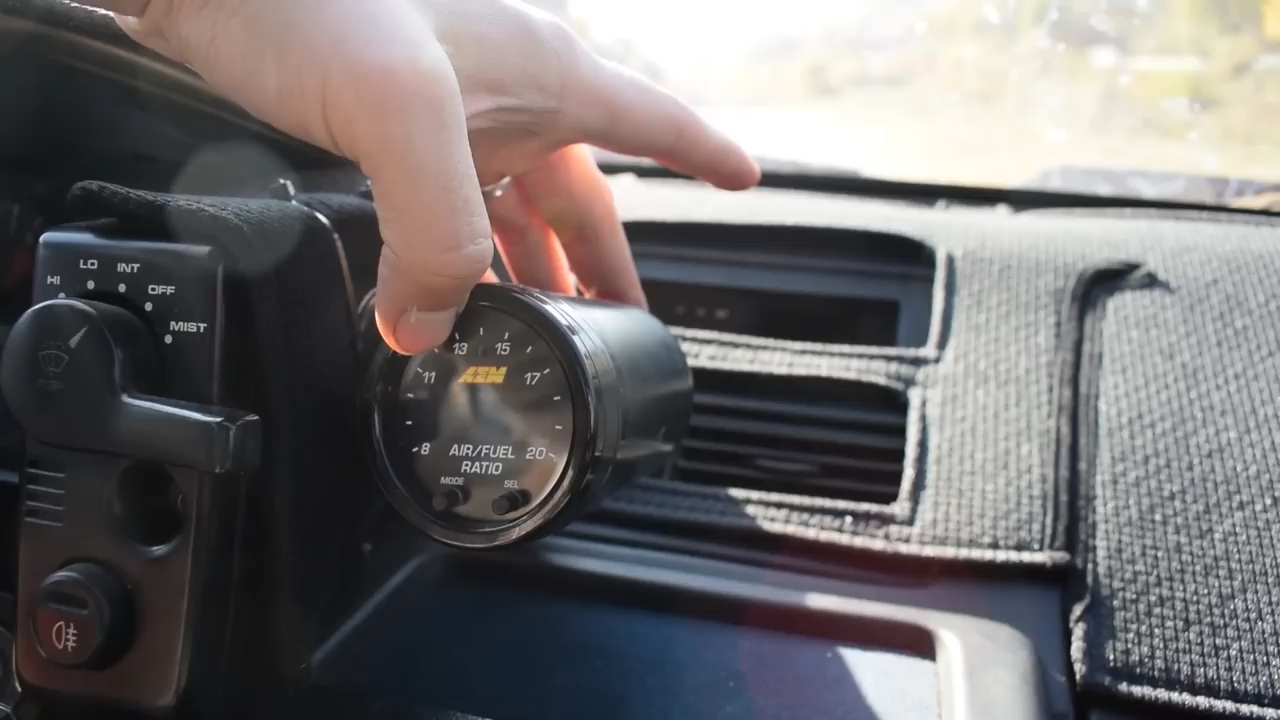 HI
LO
INT
OFF
MIST
8
11
13
15
17
20
AEM
AIR/FUEL
RATIO
MODE
SEL